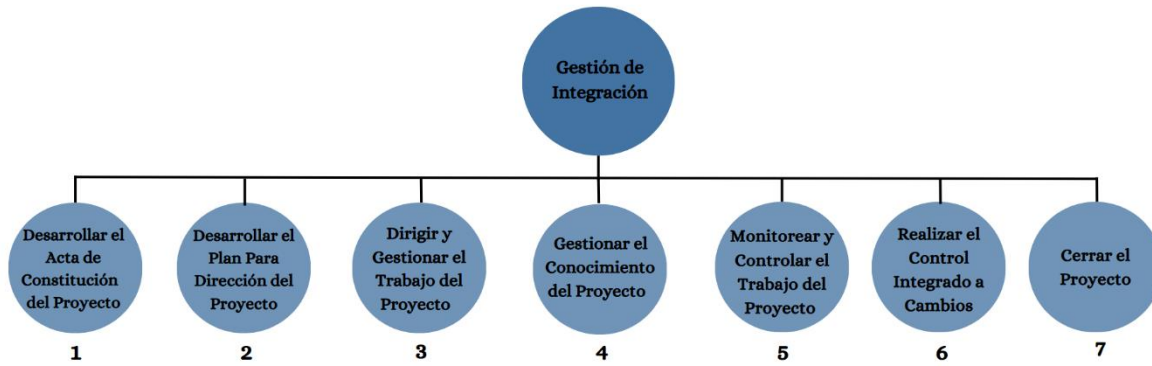 Gestión de
Integración
Desarrollar el
Acta de
Constitución
del Proyecto
Desarrollar el
Plan Para
Dirección del
Proyecto
Dirigir y
Gestionar el
Trabajo del
Proyecto
Gestionar el
Conocimiento
del Proyecto
Monitorear y
Controlar el
Trabajo del
Proyecto
Realizar el
Control
Integrado a
Cambios
Cerrar el
Proyecto
1
2
3
4
5
6
7